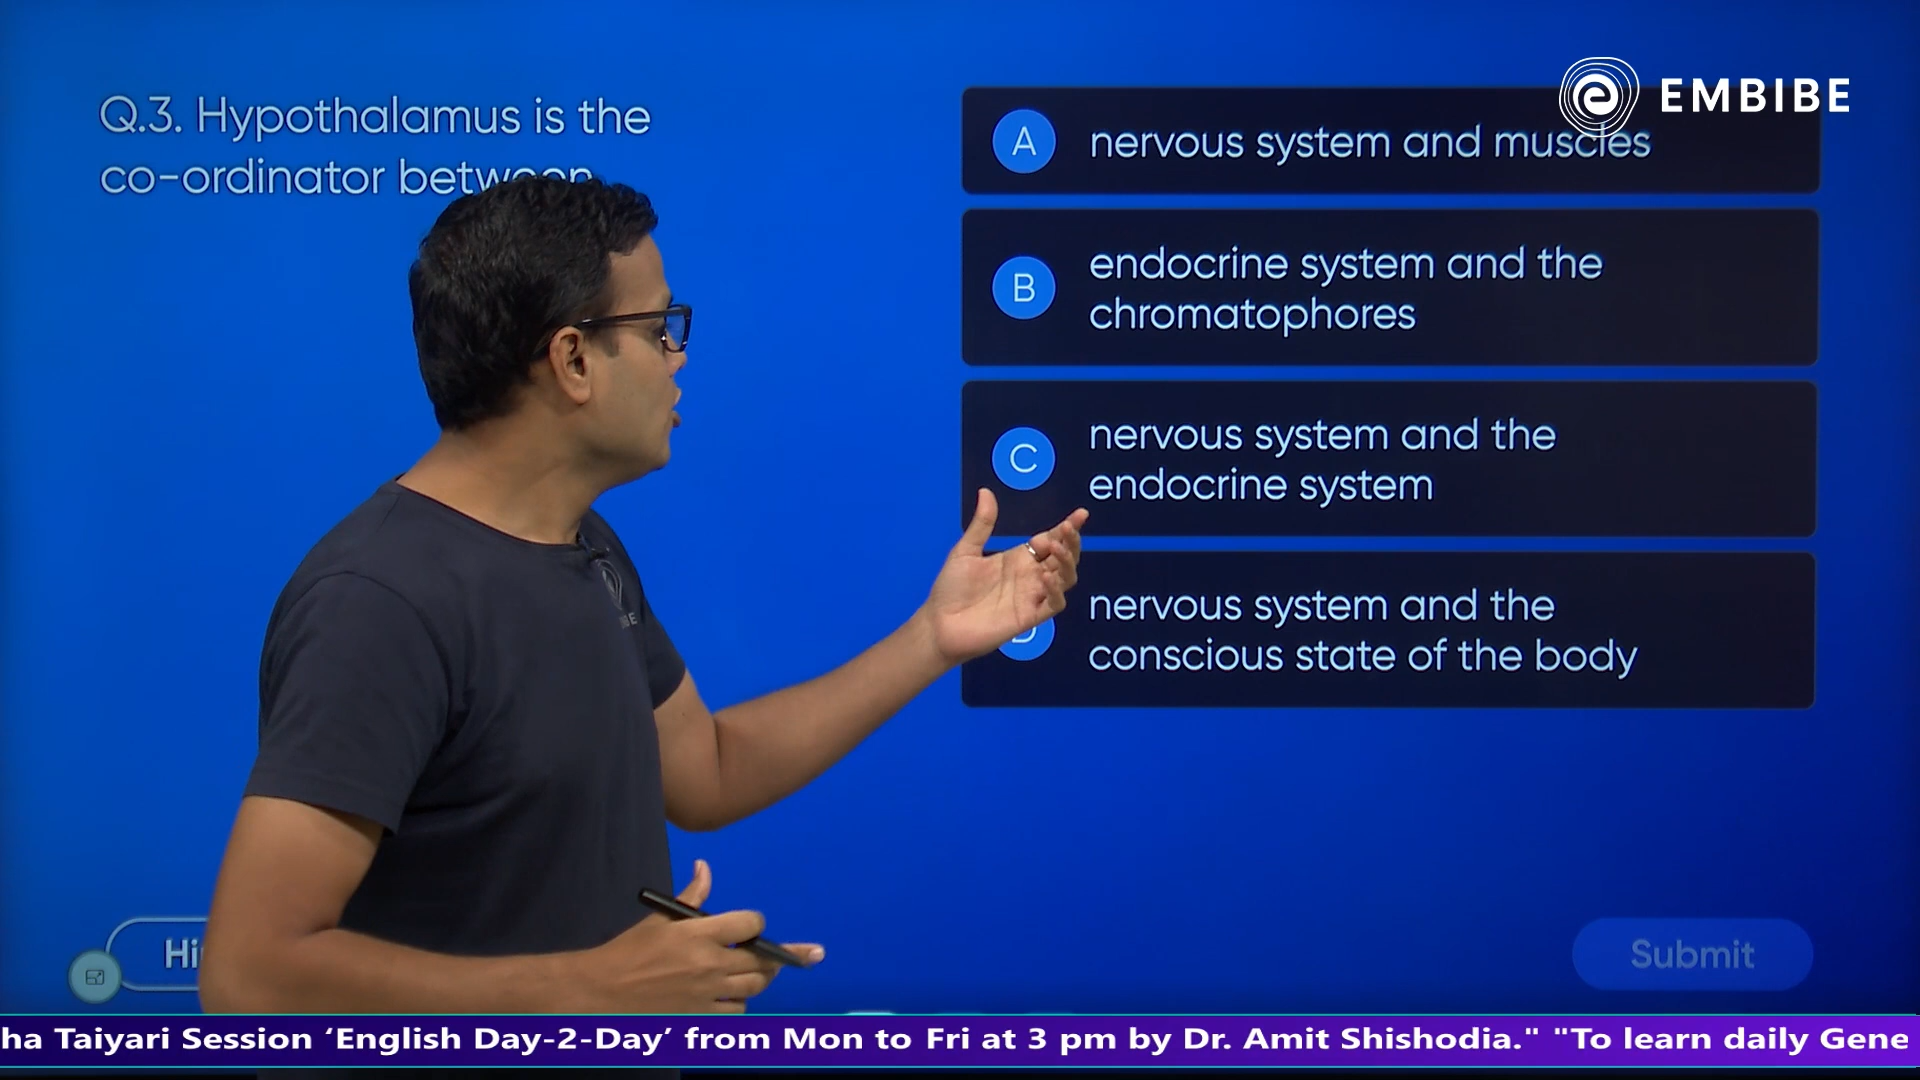 EMBIBE
Q.3. Hypothalamus is the
co-ordinator between
A nervous system and muscles
B endocrine system and the
chromatophores
C nervous system and the
endocrine system
D nervous system and the
conscious state of the body
Submit
ha Taiyari Session ‘English Day-2-Day’ from Mon to Fri at 3 pm by Dr. Amit Shishodia." "To learn daily Gene